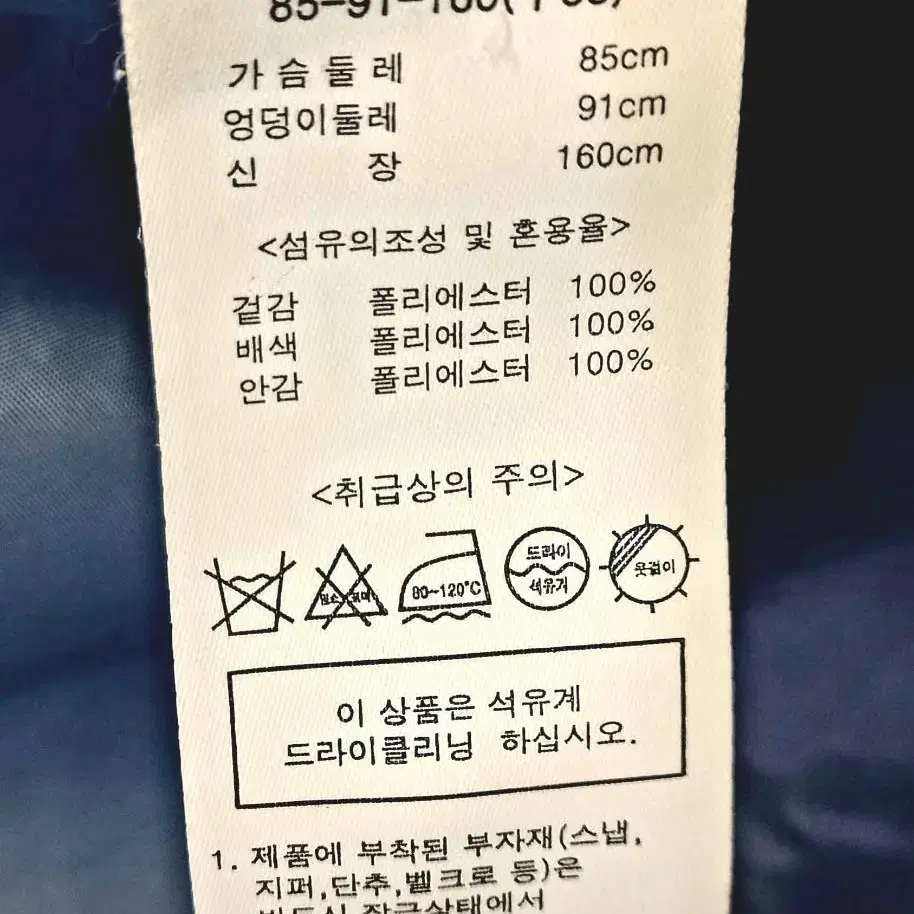 85-91-160(
가 슴 둘 레 85cm
엉덩이둘레 91cm
신 장 160cm
<섬유의조성 및 혼용율>
겉감 폴리에스터 100%
배색 폴리에스터 100%
안감 폴리에스터 100%
<취급상의 주의>
80~120℃
드라이
석유계
옷걸이
이 상품은 석유계
드라이클리닝 하십시오.
1. 제품에 부착된 부자재(스냅,
지퍼,단추,벨크로 등)은